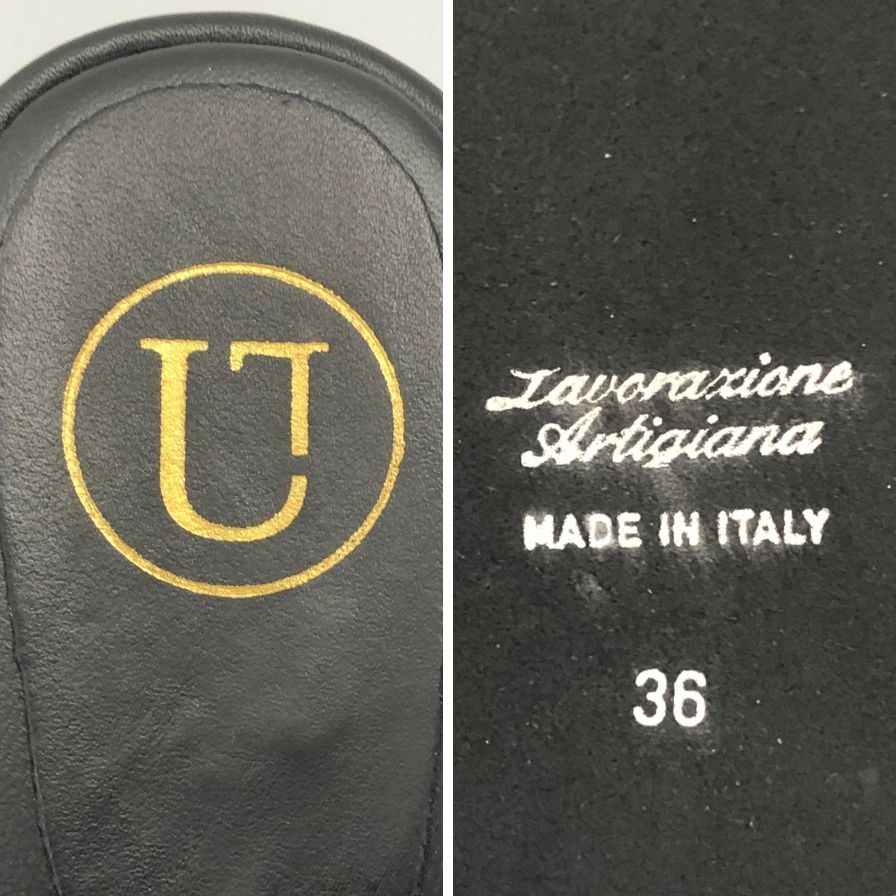 UT
Lavorazione
Artigiana
MADE IN ITALY
36